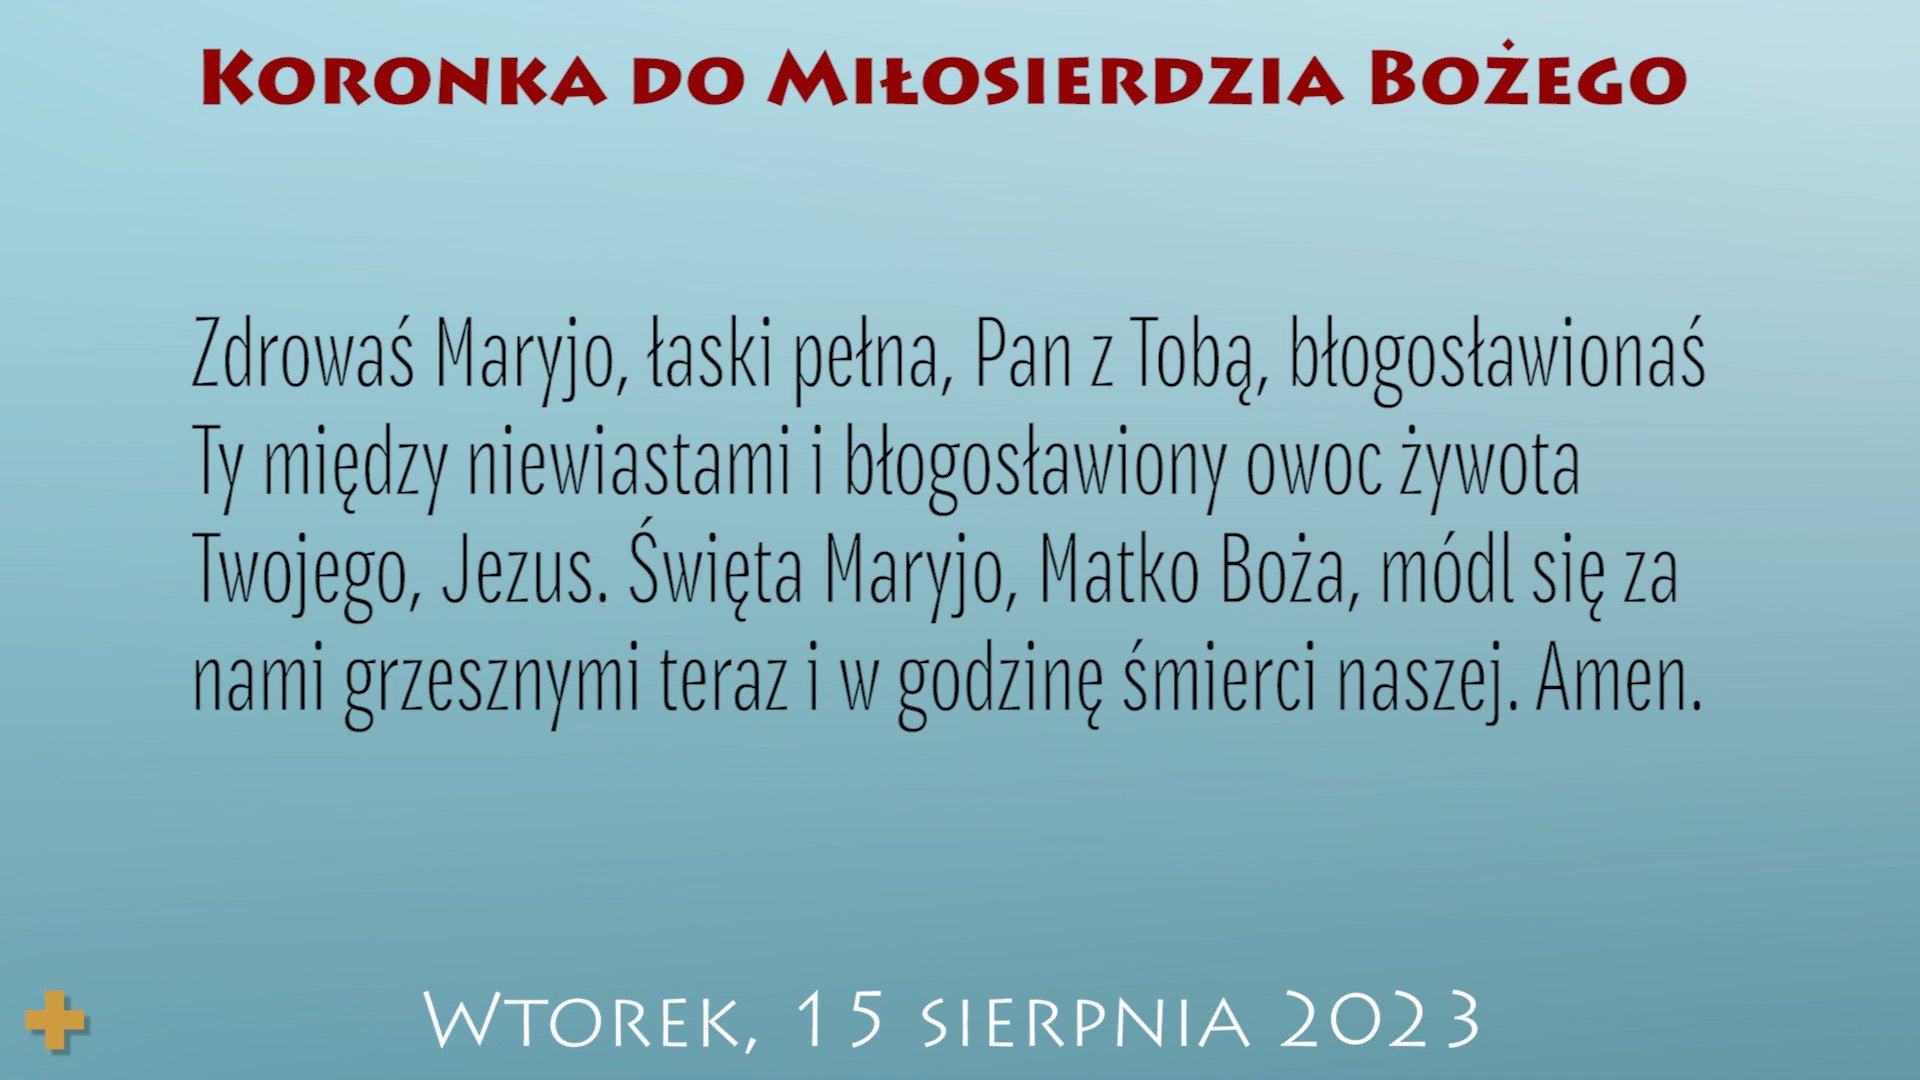 Koronka do Miłosierdzia Bożego
Zdrowaś Maryjo, łaski pełna, Pan z Tobą, błogosławionaś
Ty między niewiastami i błogosławiony owoc żywota
Twojego, Jezus. Święta Maryjo, Matko Boża, módl się za
nami grzesznymi teraz i w godzinę śmierci naszej. Amen.
Wtorek, 15 sierpnia 2023